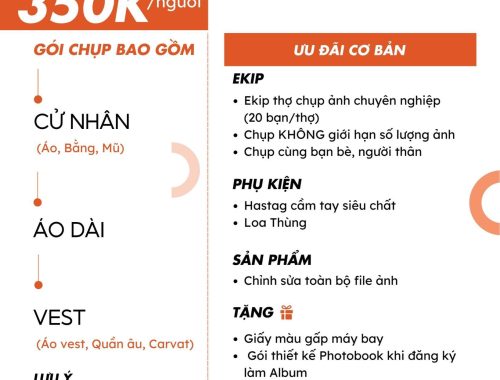 350K/người
GÓI CHỤP BAO GỒM
CỬ NHÂN
(Áo, Bằng, Mũ)
ÁO DÀI
VEST
(Áo vest, Quần âu, Carvat)
LƯU Ý
ƯU ĐÃI CƠ BẢN
EKIP
• Ekip thợ chụp ảnh chuyên nghiệp
(20 bạn/thợ)
• Chụp KHÔNG giới hạn số lượng ảnh
• Chụp cùng bạn bè, người thân
PHỤ KIỆN
• Hastag cầm tay siêu chất
• Loa Thùng
SẢN PHẨM
• Chỉnh sửa toàn bộ file ảnh
TẶNG
• Giấy màu gấp máy bay
• Gói thiết kế Photobook khi đăng ký
làm Album